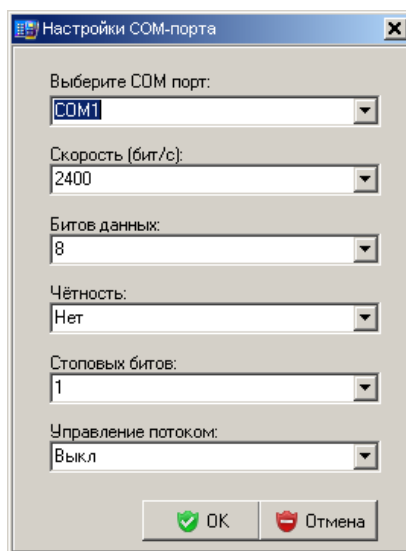 Настройки COM-порта
Выберите COM порт:
COM1
Скорость (бит/с):
2400
Битов данных:
8
Чётность:
Нет
Стоповых битов:
1
Управление потоком:
Выкл
OK Отмена